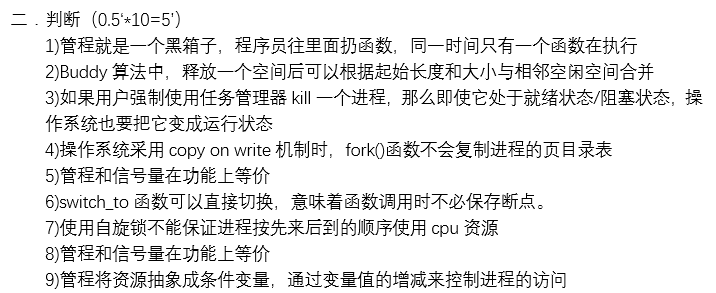 二．判断（0.5‘*10=5’）
1)管程就是一个黑箱子，程序员往里面扔函数，同一时间只有一个函数在执行
2)Buddy 算法中，释放一个空间后可以根据起始长度和大小与相邻空闲空间合并
3)如果用户强制使用任务管理器 kill 一个进程，那么即使它处于就绪状态/阻塞状态，操
作系统也要把它变成运行状态
4)操作系统采用 copy on write 机制时，fork()函数不会复制进程的页目录表
5)管程和信号量在功能上等价
6)switch_to 函数可以直接切换，意味着函数调用时不必保存断点。
7)使用自旋锁不能保证进程按先来后到的顺序使用 cpu 资源
8)管程和信号量在功能上等价
9)管程将资源抽象成条件变量，通过变量值的增减来控制进程的访问